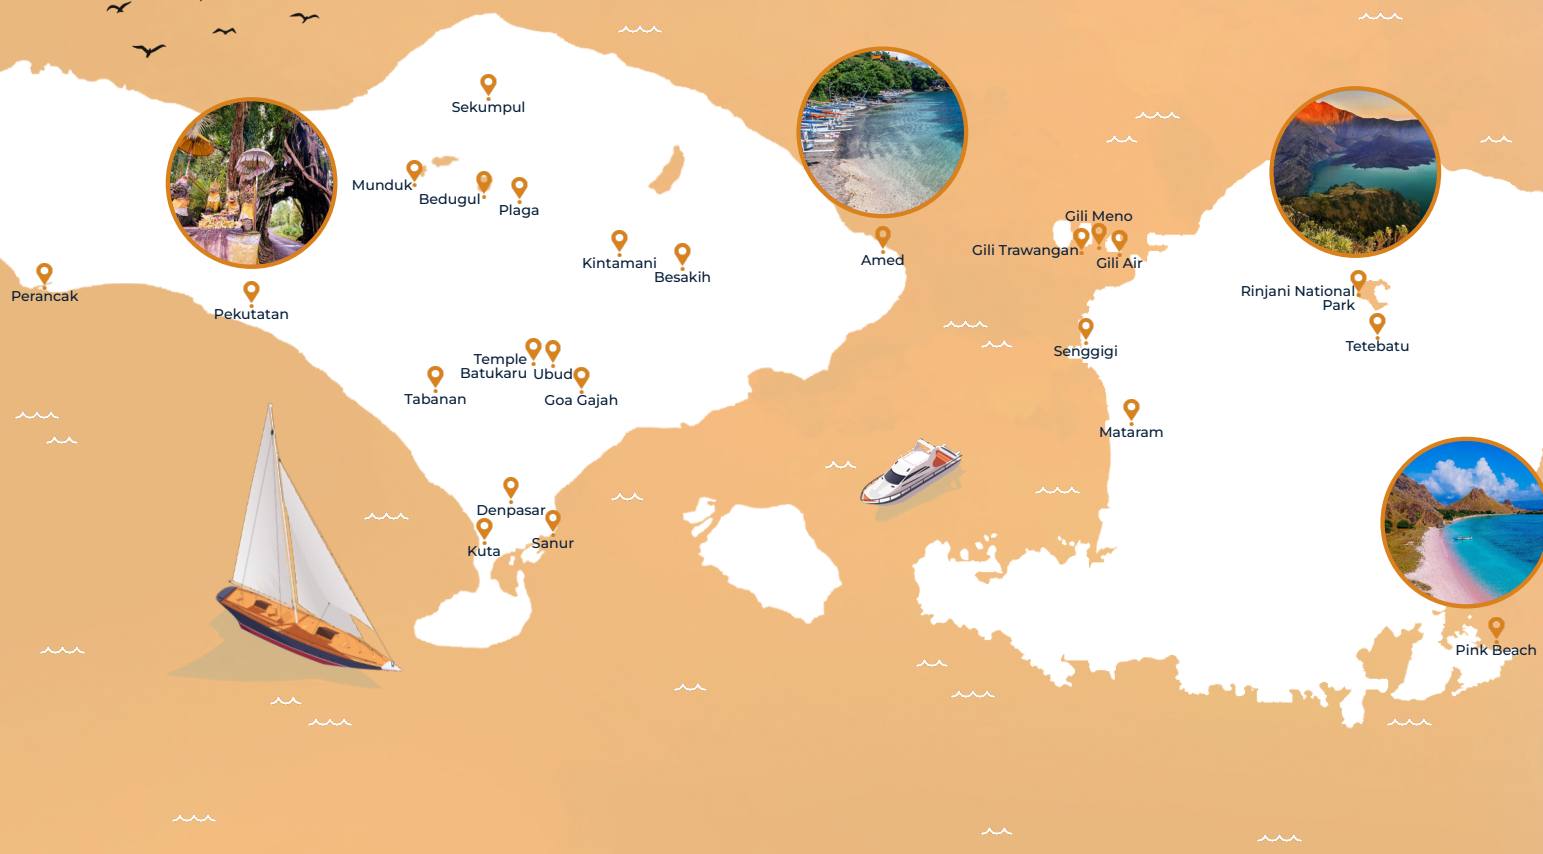 Sekumpul
Munduk
Bedugul
Plaga
Kintamani
Besakih
Amed
Gili Meno
Gili Trawangan
Gili Air
Perancak
Pekutatan
Rinjani National
Park
Senggigi
Tetebatu
Temple
Batukaru
Ubud
Tabanan
Goa Gajah
Mataram
Denpasar
Kuta
Sanur
Pink Beach